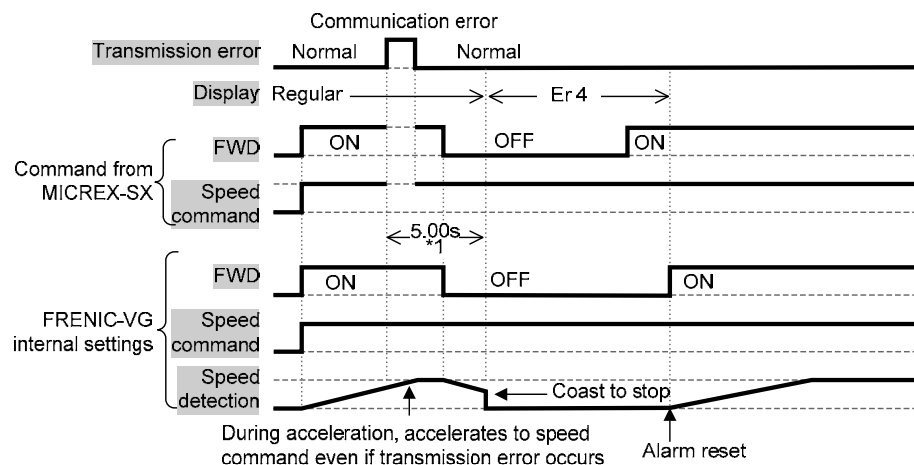 Communication error
Transmission error Normal Normal
Display Regular Er 4
Command from
MICREX-SX
FWD ON OFF ON
Speed
command
5.00s
*1
FRENIC-VG
internal settings
FWD ON OFF ON
Speed
command
Speed
detection
Coast to stop
During acceleration, accelerates to speed
command even if transmission error occurs
Alarm reset